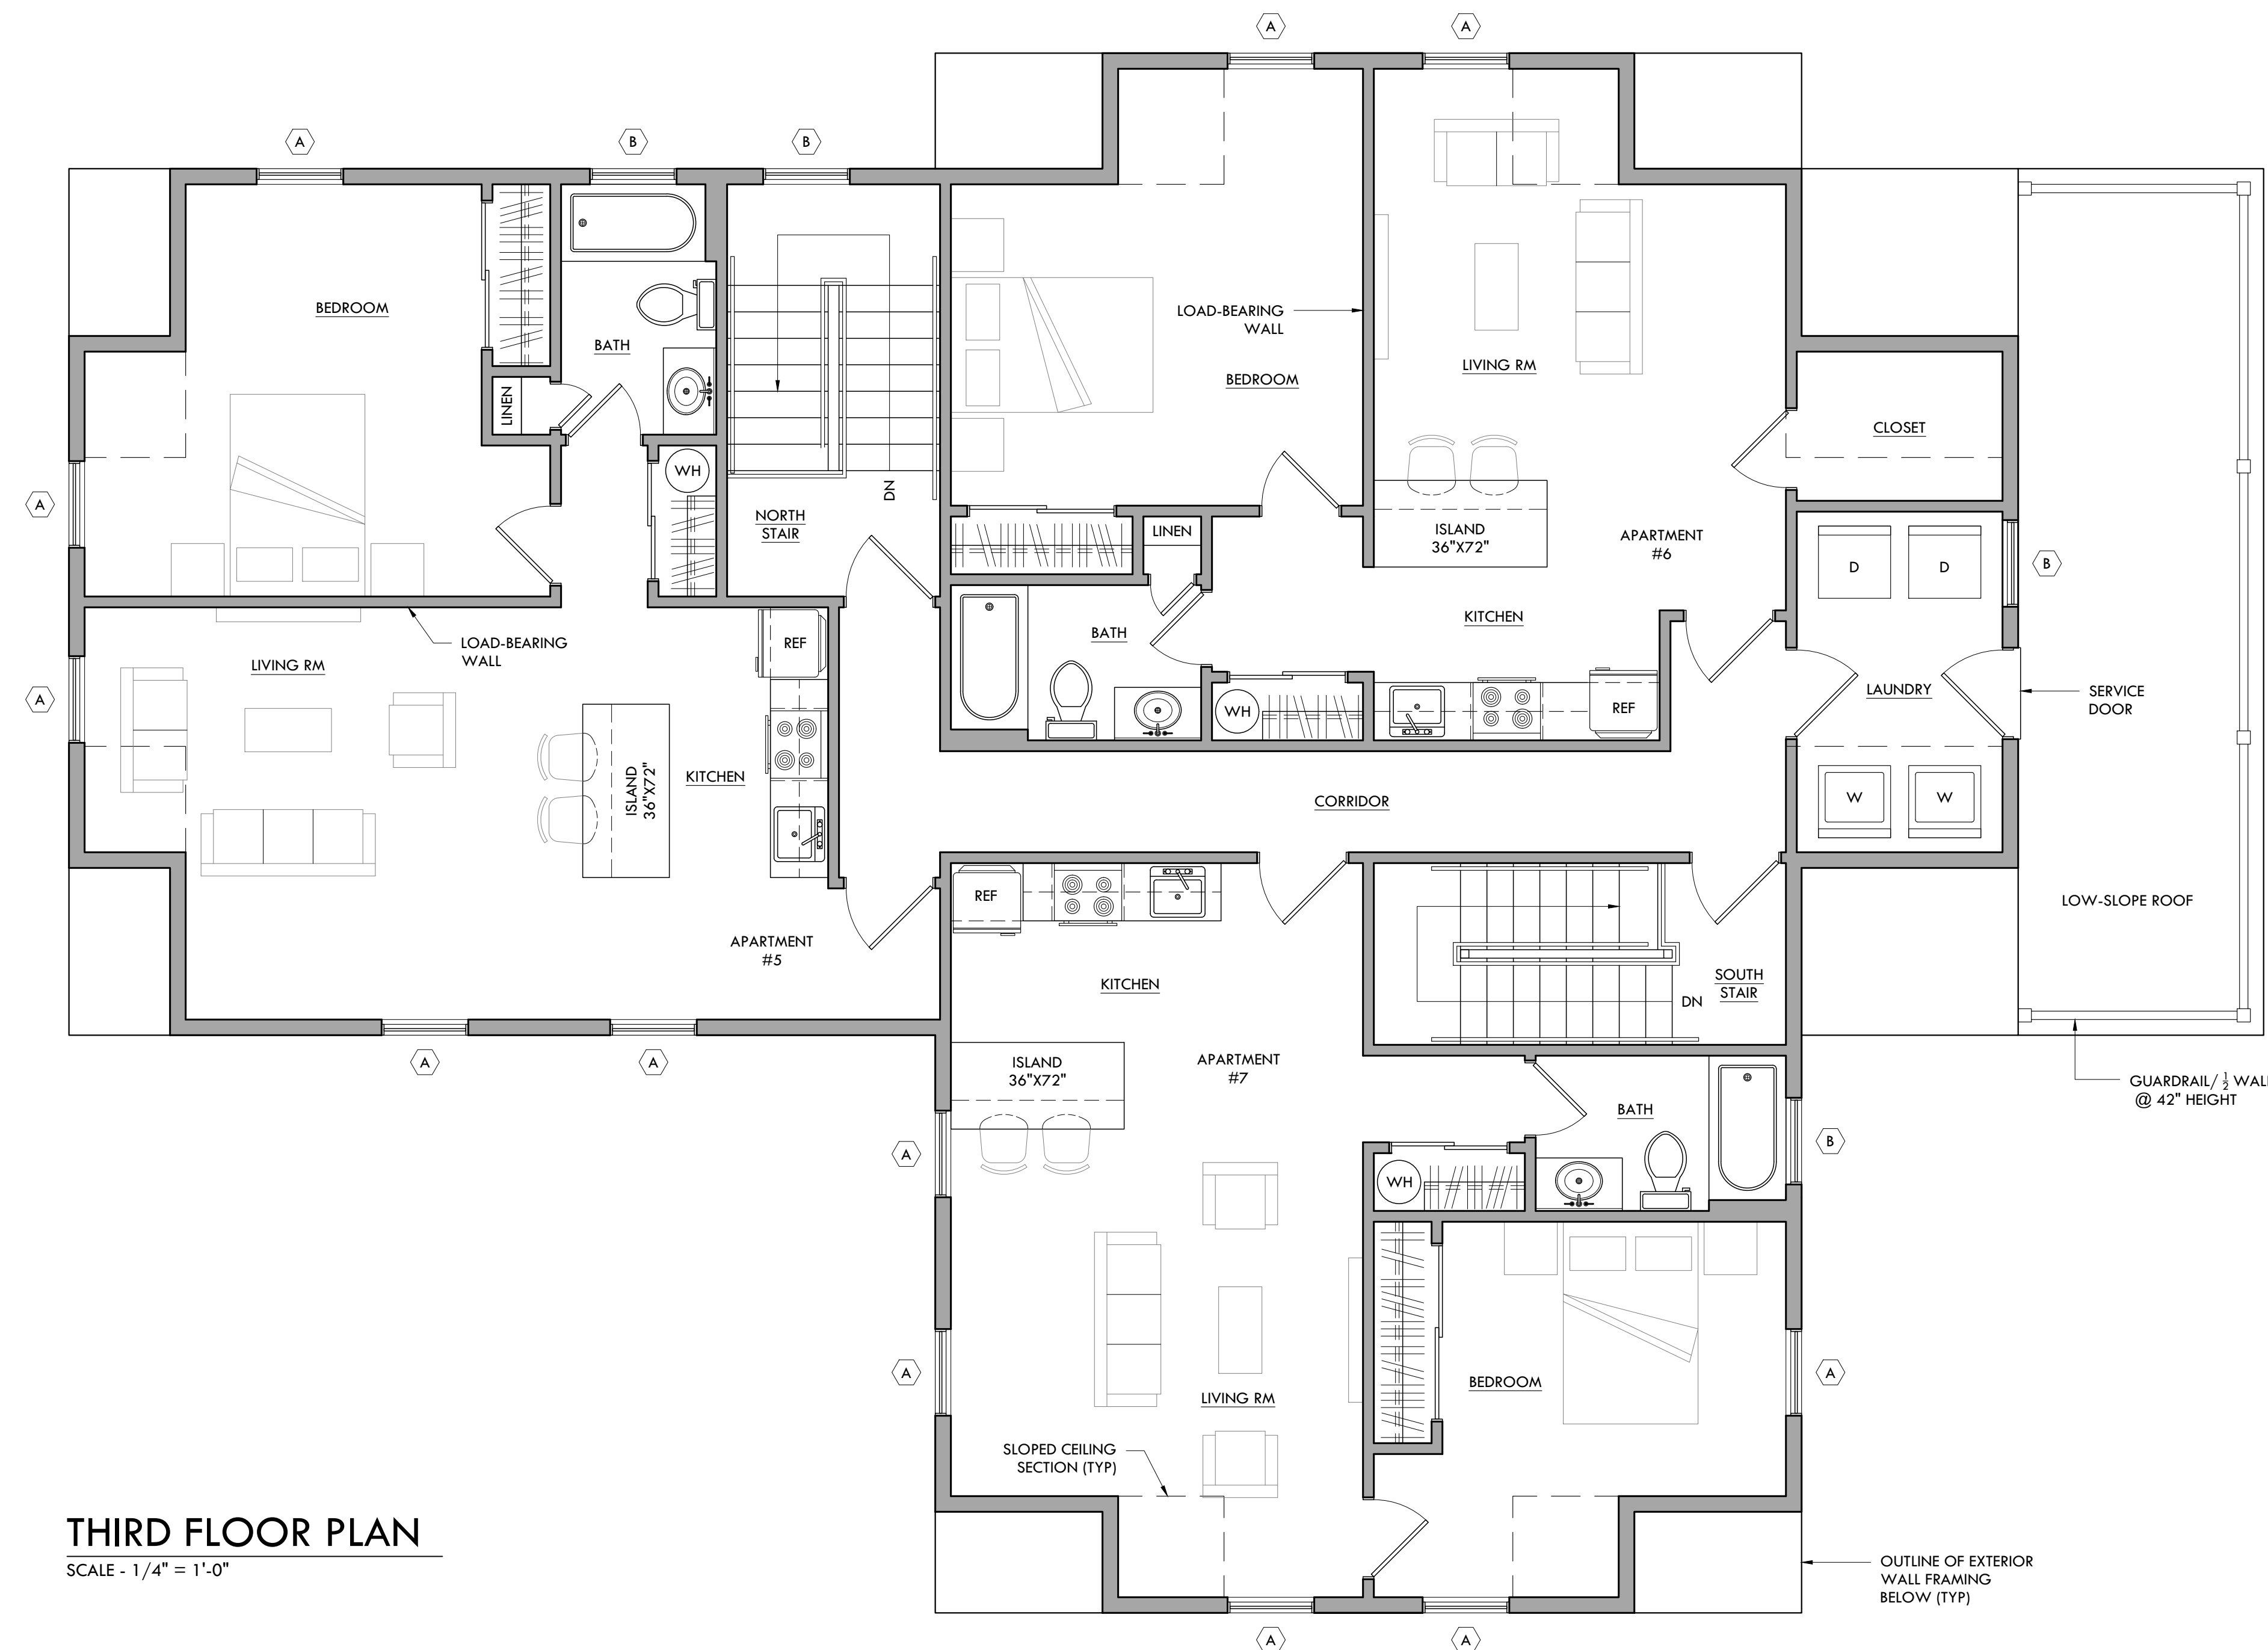 A
A
A
B
B
BEDROOM
BATH
LINEN
WH
A
NORTH
STAIR
DN
LOAD-BEARING
WALL
BEDROOM
LIVING RM
CLOSET
LINEN
ISLAND
36"X72"
APARTMENT
#6
D
D
B
KITCHEN
BATH
WH
REF
LAUNDRY
SERVICE
DOOR
W
W
LOAD-BEARING
WALL
REF
LIVING RM
A
ISLAND
36"X72"
KITCHEN
CORRIDOR
REF
LOW-SLOPE ROOF
APARTMENT
#5
KITCHEN
SOUTH
STAIR
DN
A
A
ISLAND
36"X72"
APARTMENT
#7
GUARDRAIL/ ½ WALL
@ 42" HEIGHT
BATH
A
B
WH
A
A
BEDROOM
LIVING RM
SLOPED CEILING
SECTION (TYP)
THIRD FLOOR PLAN
SCALE - 1/4" = 1'-0"
OUTLINE OF EXTERIOR
WALL FRAMING
BELOW (TYP)
A
A